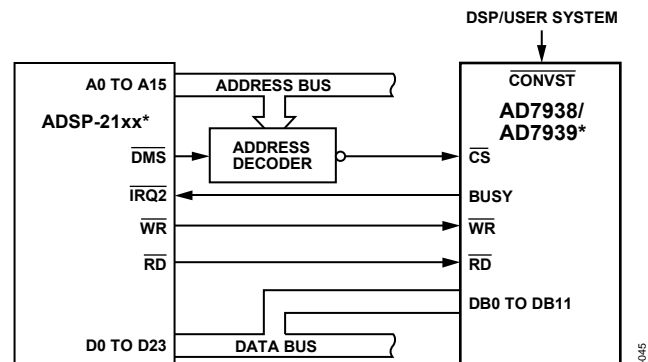 DSP/USER SYSTEM
A0 TO A15
ADDRESS BUS
CONVST
ADSP-21xx*
AD7938/
AD7939*
DMS
ADDRESS
DECODER
CS
IRQ2
BUSY
WR
WR
RD
RD
DB0 TO DB11
D0 TO D23
DATA BUS
-045